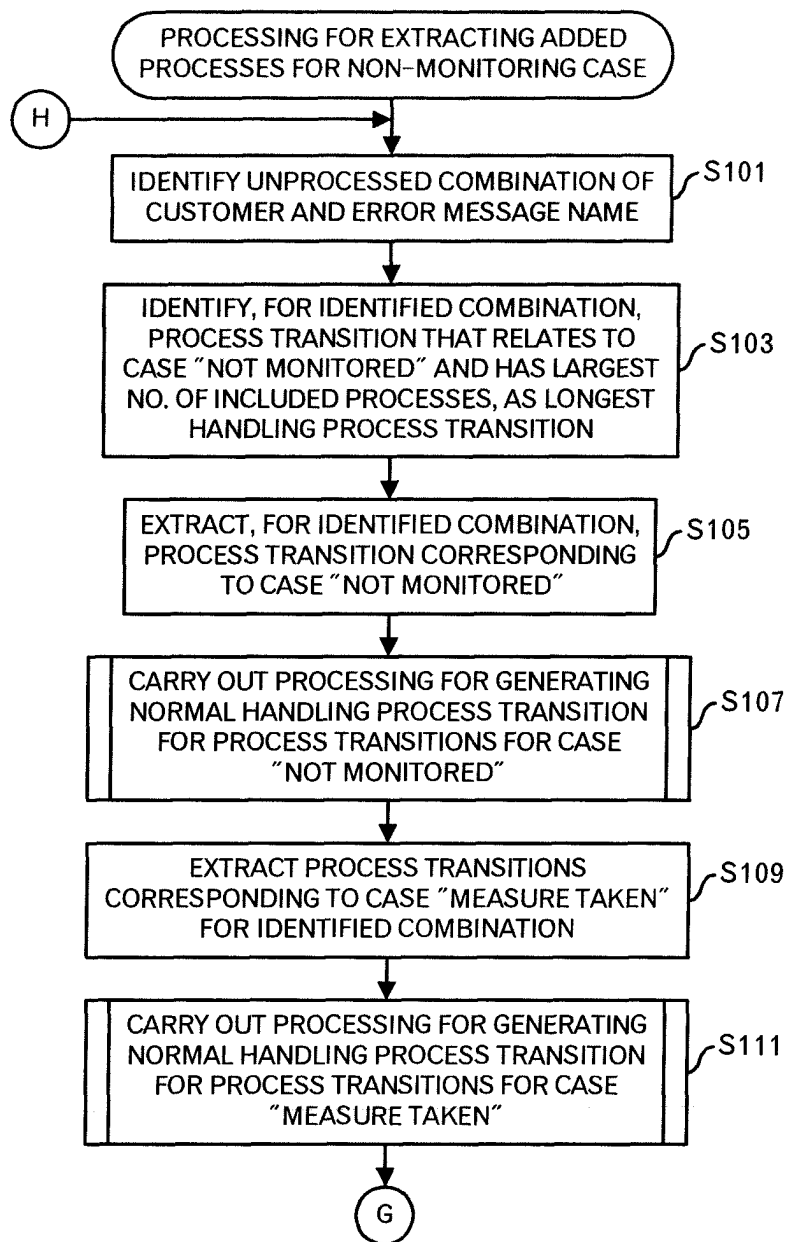 PROCESSING FOR EXTRACTING ADDED
PROCESSES FOR NON-MONITORING CASE
H
IDENTIFY UNPROCESSED COMBINATION OF
CUSTOMER AND ERROR MESSAGE NAME
S101
IDENTIFY, FOR IDENTIFIED COMBINATION,
PROCESS TRANSITION THAT RELATES TO
CASE "NOT MONITORED" AND HAS LARGEST
NO. OF INCLUDED PROCESSES, AS LONGEST
HANDLING PROCESS TRANSITION
S103
EXTRACT, FOR IDENTIFIED COMBINATION,
PROCESS TRANSITION CORRESPONDING
TO CASE "NOT MONITORED"
S105
CARRY OUT PROCESSING FOR GENERATING
NORMAL HANDLING PROCESS TRANSITION
FOR PROCESS TRANSITIONS FOR CASE
"NOT MONITORED"
S107
EXTRACT PROCESS TRANSITIONS
CORRESPONDING TO CASE "MEASURE TAKEN"
FOR IDENTIFIED COMBINATION
S109
CARRY OUT PROCESSING FOR GENERATING
NORMAL HANDLING PROCESS TRANSITION
FOR PROCESS TRANSITIONS FOR CASE
"MEASURE TAKEN"
S111
G